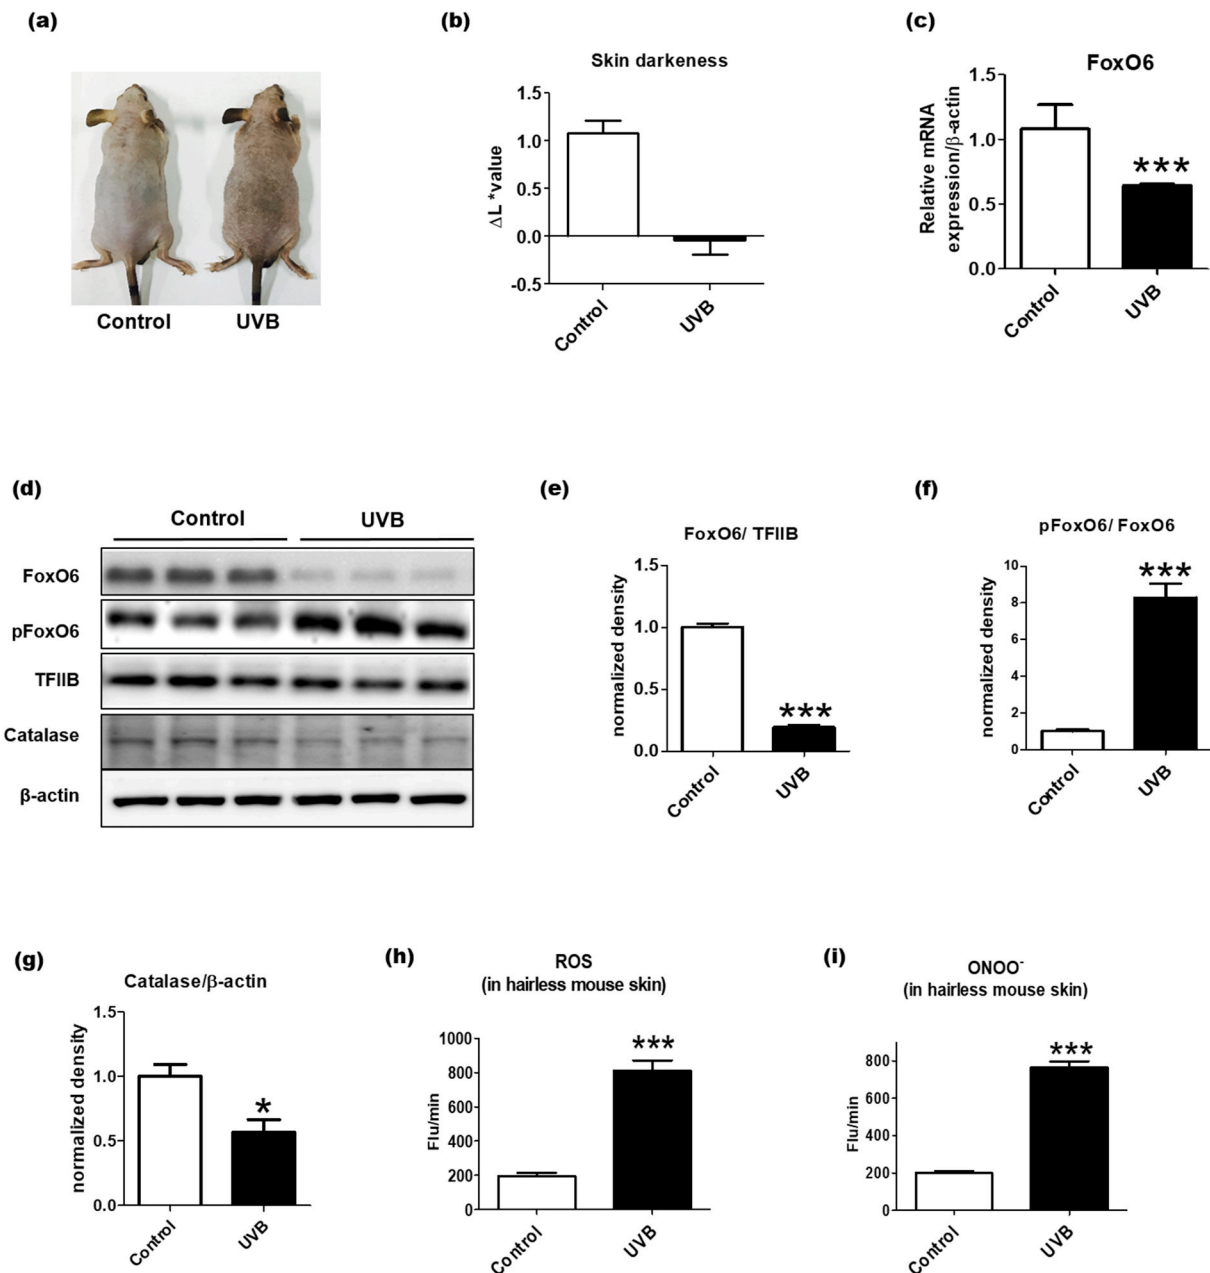 (a)
Control UVB
(b)
Skin darkeness
ΔL *value
1.5
1.0
0.5
0.0
-0.5
Control
UVB
(c)
FoxO6
Relative mRNA
expression/β-actin
1.5
1.0
0.5
0.0
***
Control
UVB
(d)
Control UVB
FoxO6
pFoxO6
TFIIB
Catalase
β-actin
(e)
FoxO6/ TFIIB
normalized density
1.5
1.0
0.5
0.0
***
Control
UVB
(f)
pFoxO6/ FoxO6
normalized density
10
8
6
4
2
0
***
Control
UVB
(g)
Catalase/β-actin
normalized density
1.5
1.0
0.5
0.0
*
Control
UVB
(h)
ROS
(in hairless mouse skin)
Flu/min
1000
800
600
400
200
0
***
Control
UVB
(i)
ONOO⁻
(in hairless mouse skin)
Flu/min
800
600
400
200
0
***
Control
UVB